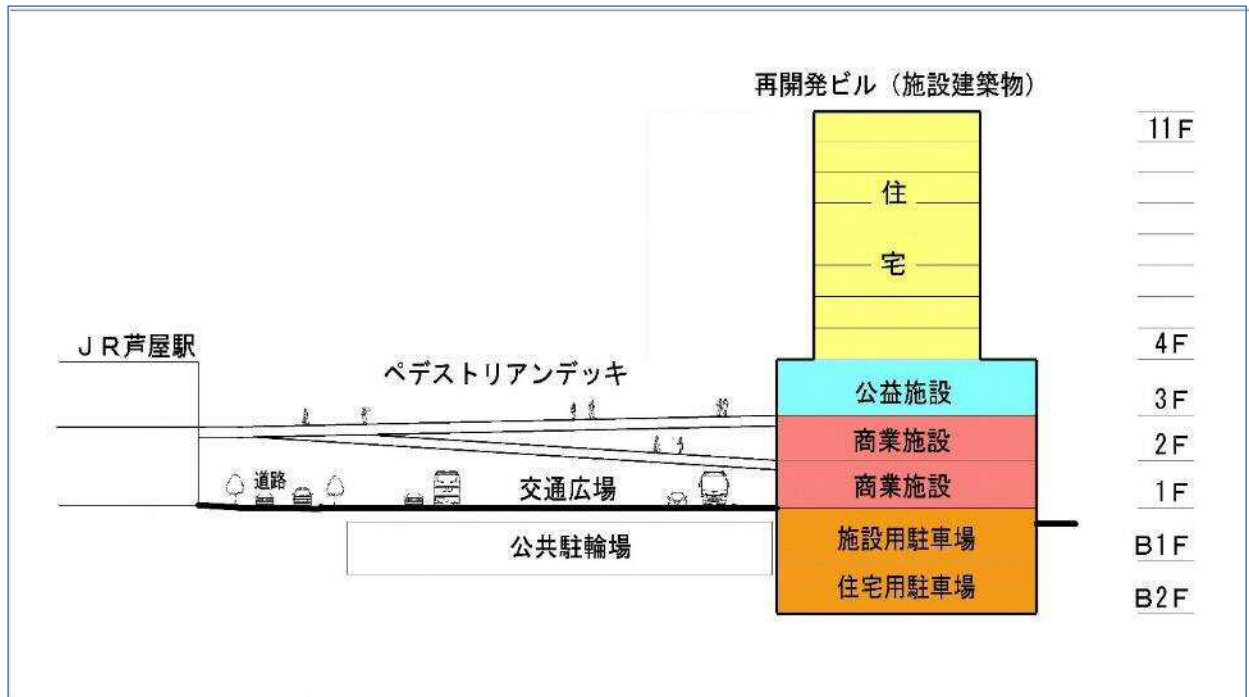 再開発ビル（施設建築物）
11F
住
宅
JR芦屋駅
4F
ペデストリアンデッキ
公益施設
3F
商業施設
2F
道路
交通広場
商業施設
1F
公共駐輪場
施設用駐車場
B1F
住宅用駐車場
B2F